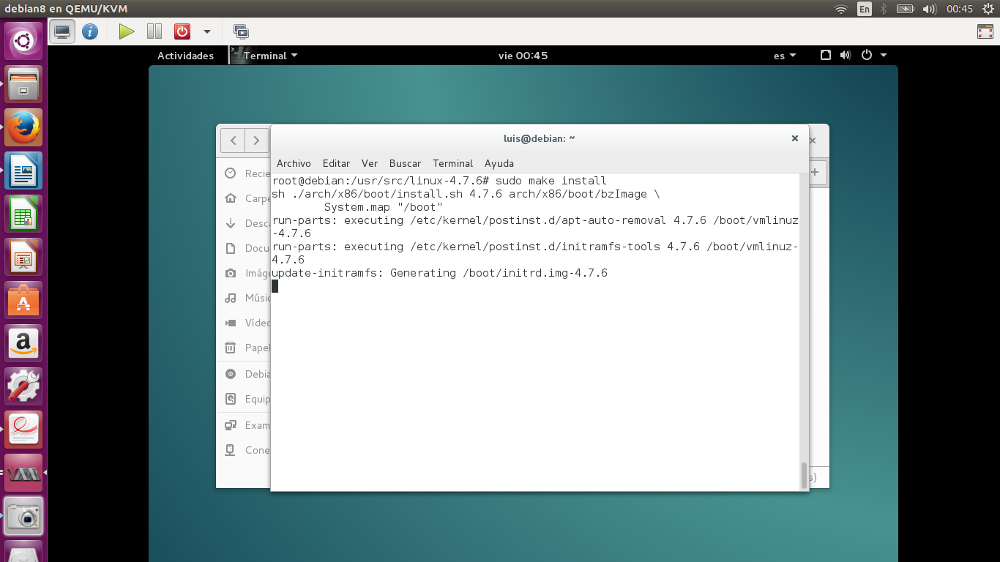 debian8 en QEMU/KVM
En
00:45
Actividades
Terminal
vie 00:45
es
luis@debian: ~
Archivo Editar Ver Buscar Terminal Ayuda
root@debian:/usr/src/linux-4.7.6# sudo make install
sh ./arch/x86/boot/install.sh 4.7.6 arch/x86/boot/bzImage \
System.map "/boot"
run-parts: executing /etc/kernel/postinst.d/apt-auto-removal 4.7.6 /boot/vmlinuz
-4.7.6
run-parts: executing /etc/kernel/postinst.d/initramfs-tools 4.7.6 /boot/vmlinuz-
4.7.6
update-initramfs: Generating /boot/initrd.img-4.7.6
Recie
Carpe
Desca
Docu
Imáge
Músic
Vídeo
Papel
Debia
Equip
Exam
Cone
s)